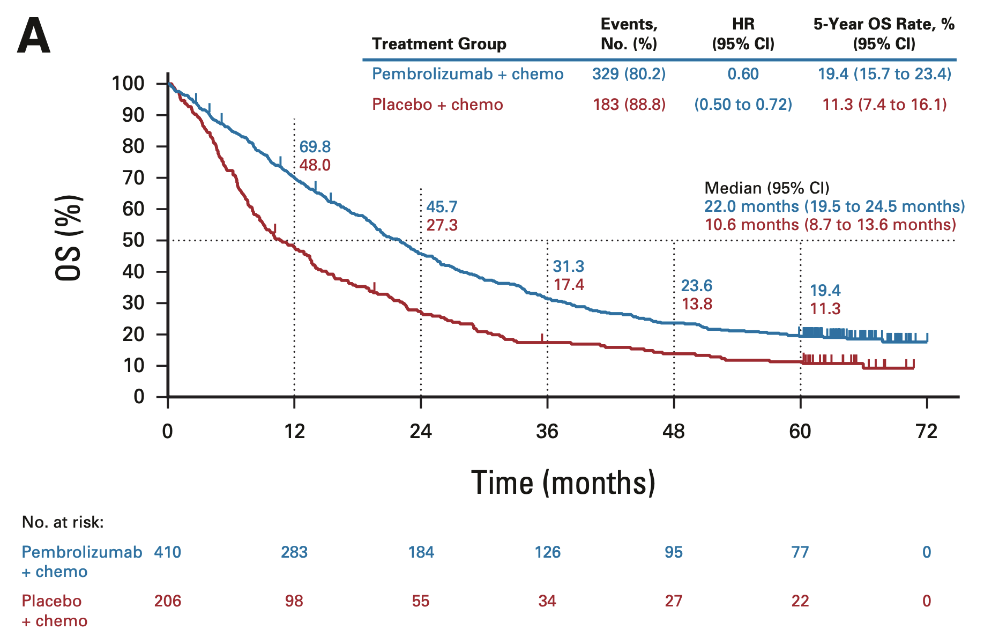 A
Events, HR 5-Year OS Rate, %
Treatment Group No. (%) (95% CI) (95% CI)
Pembrolizumab + chemo 329 (80.2) 0.60 19.4 (15.7 to 23.4)
Placebo + chemo 183 (88.8) (0.50 to 0.72) 11.3 (7.4 to 16.1)
OS (%)
100
90
80
70
60
50
40
30
20
10
0
69.8
48.0
45.7
27.3
Median (95% CI)
22.0 months (19.5 to 24.5 months)
10.6 months (8.7 to 13.6 months)
31.3
17.4
23.6
13.8
19.4
11.3
0 12 24 36 48 60 72
Time (months)
No. at risk:
Pembrolizumab 410 283 184 126 95 77 0
+ chemo
Placebo 206 98 55 34 27 22 0
+ chemo